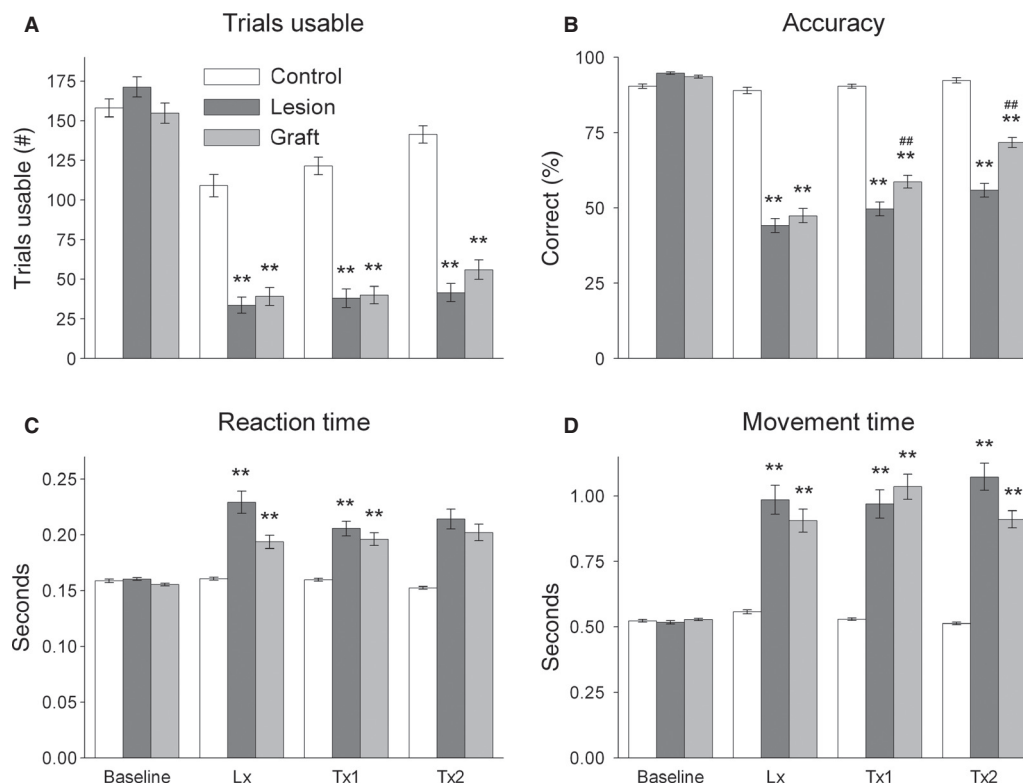 A
Trials usable
Trials usable (#)
175
150
125
100
75
50
25
0
Control
Lesion
Graft
** **
** **
** **
B
Accuracy
Correct (%)
100
75
50
25
0
** **
** ##
**
** ##
**
C
Reaction time
Seconds
0.25
0.20
0.15
0.10
0.05
0.00
** **
** **
Baseline Lx Tx1 Tx2
D
Movement time
Seconds
1.00
0.75
0.50
0.25
0.00
** **
** **
** **
Baseline Lx Tx1 Tx2